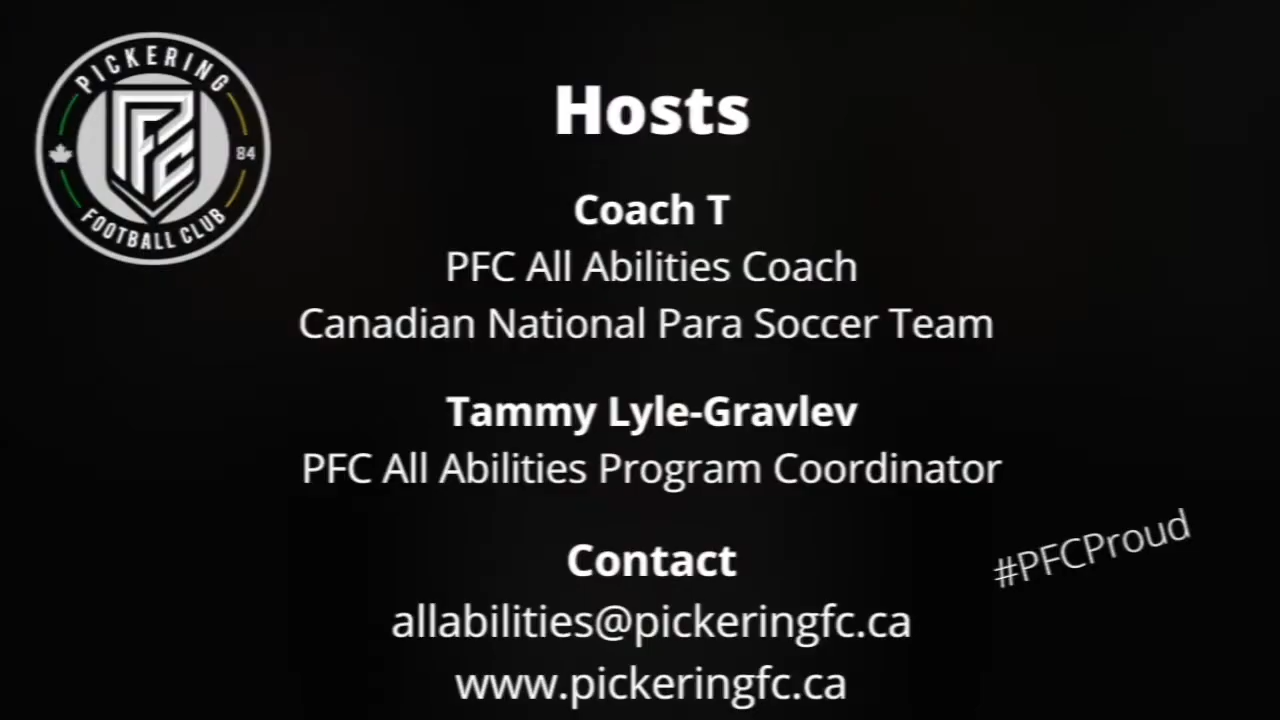 PICKERING
PFC
84
FOOTBALL CLUB
Hosts
Coach T
PFC All Abilities Coach
Canadian National Para Soccer Team
Tammy Lyle-Gravlev
PFC All Abilities Program Coordinator
#PFCProud
Contact
allabilities@pickeringfc.ca
www.pickeringfc.ca